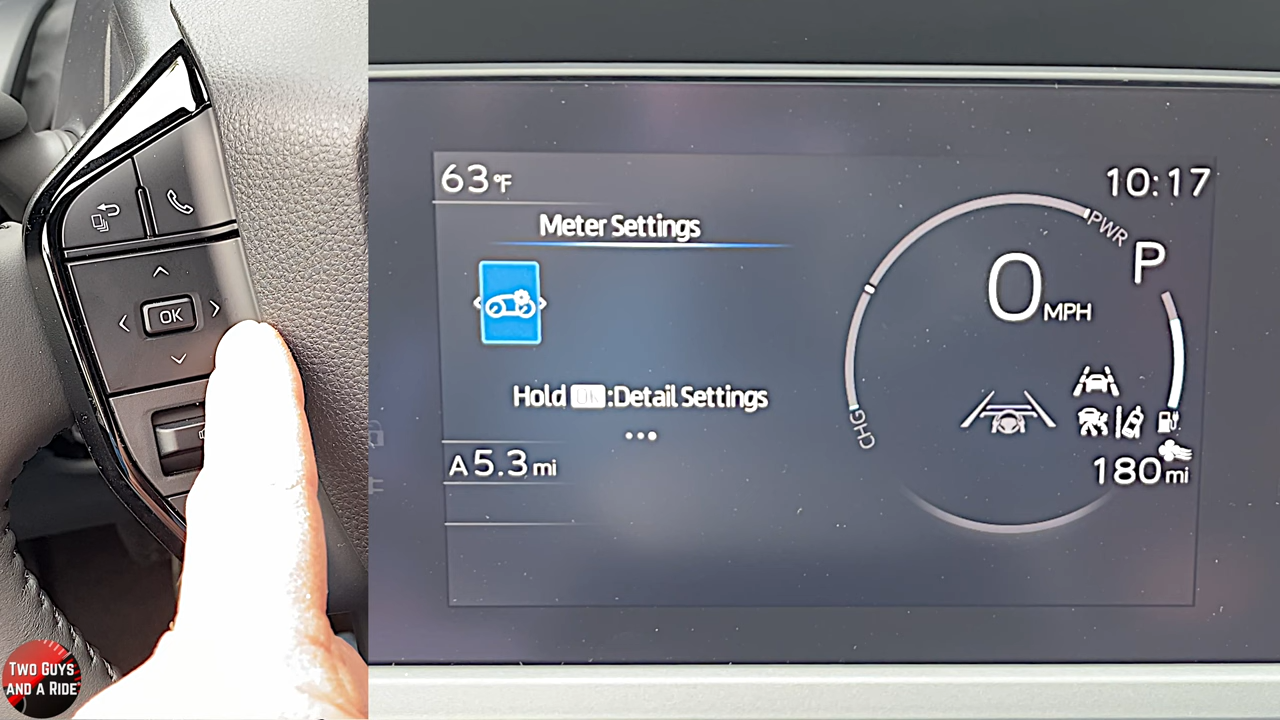 OK
TWO GUYS
AND A RIDE
63°F
10:17
Meter Settings
PWR
P
0 MPH
Hold OK:Detail Settings
CHG
A 5.3 mi
180 mi